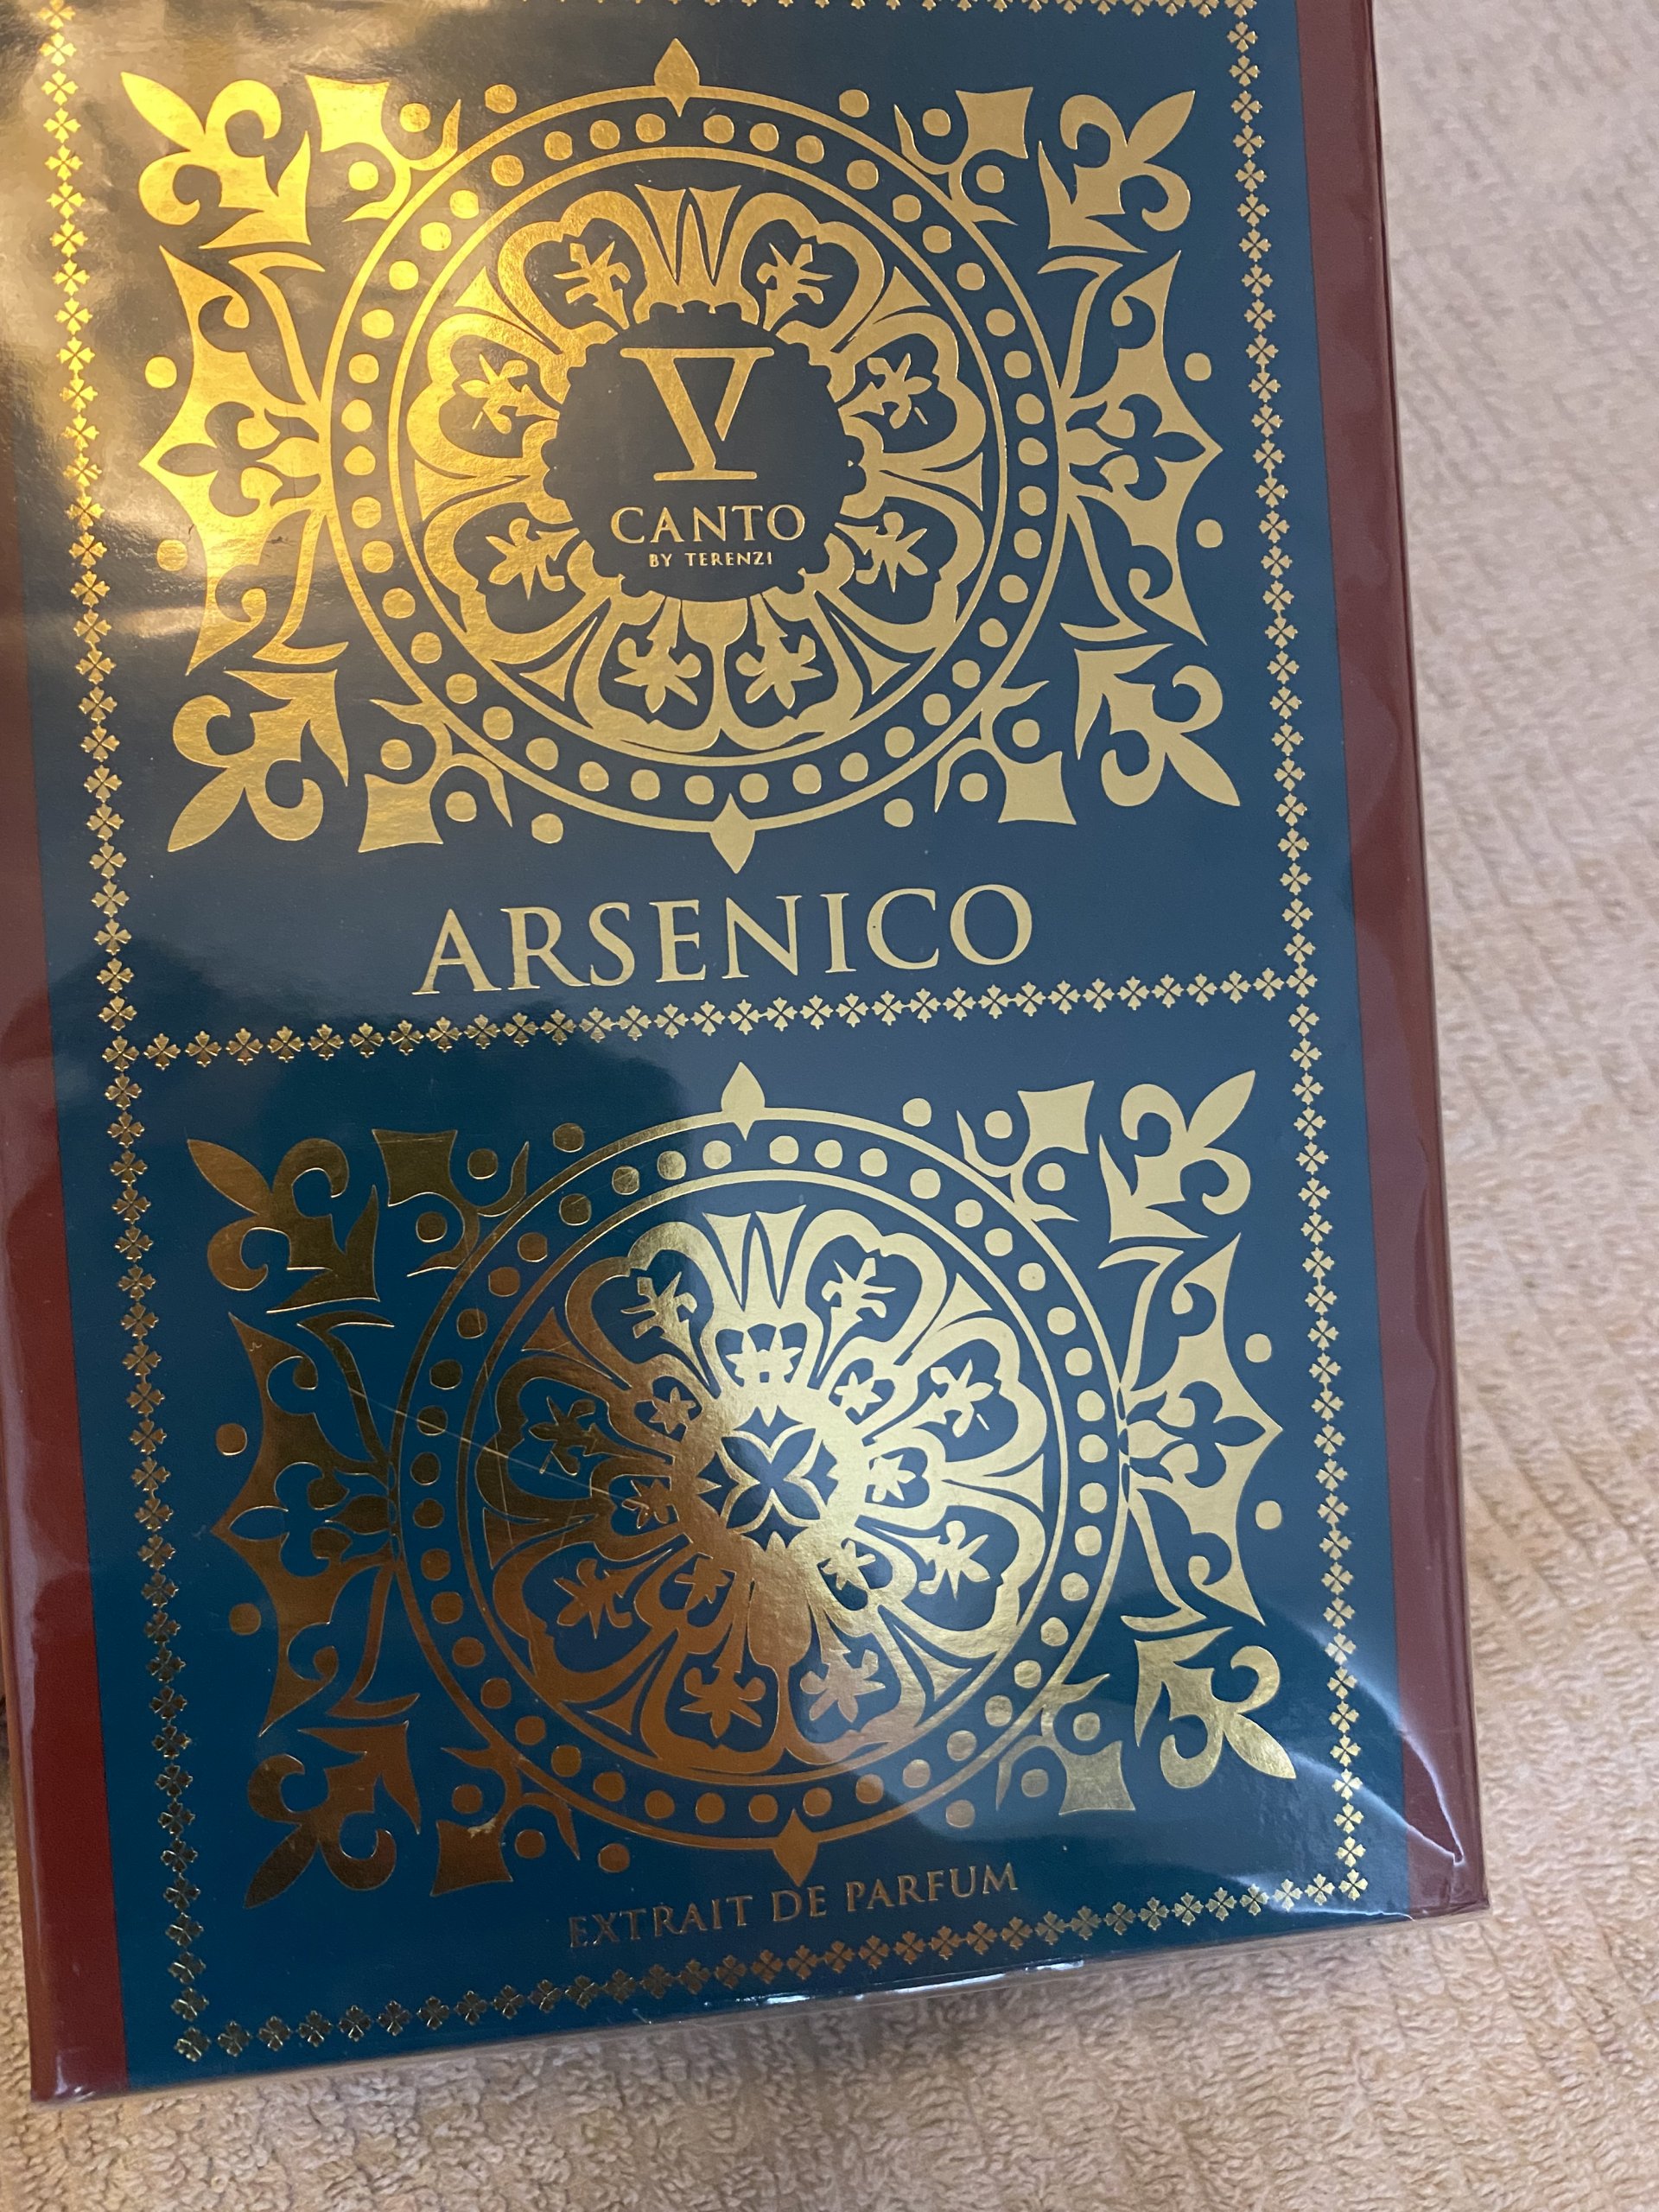 V
CANTO
BY TERENZI
ARSENICO
EXTRAIT DE PARFUM